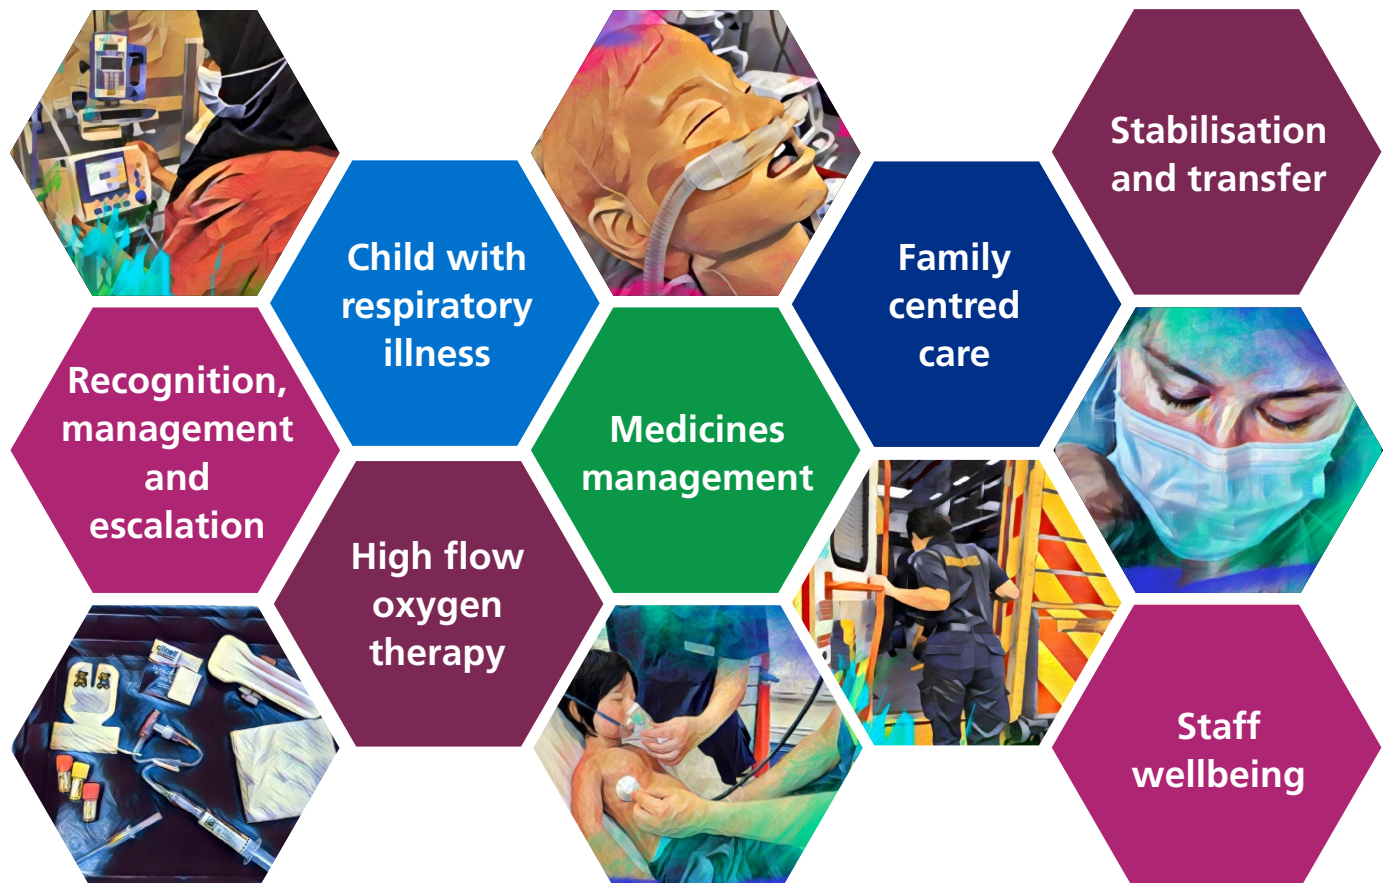 Stabilisation
and transfer
Child with
respiratory
illness
Family
centred
care
Recognition,
management
and
escalation
Medicines
management
High flow
oxygen
therapy
Staff
wellbeing